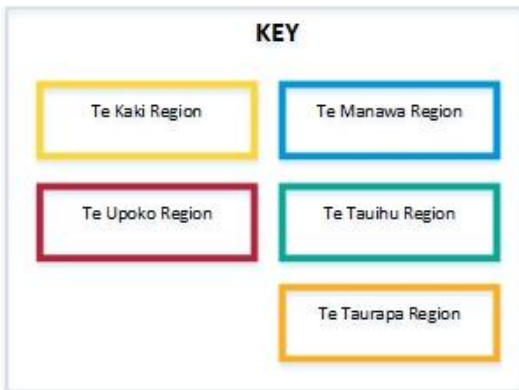 KEY
Te Kaki Region
Te Manawa Region
Te Upoko Region
Te Tauihu Region
Te Taurapa Region